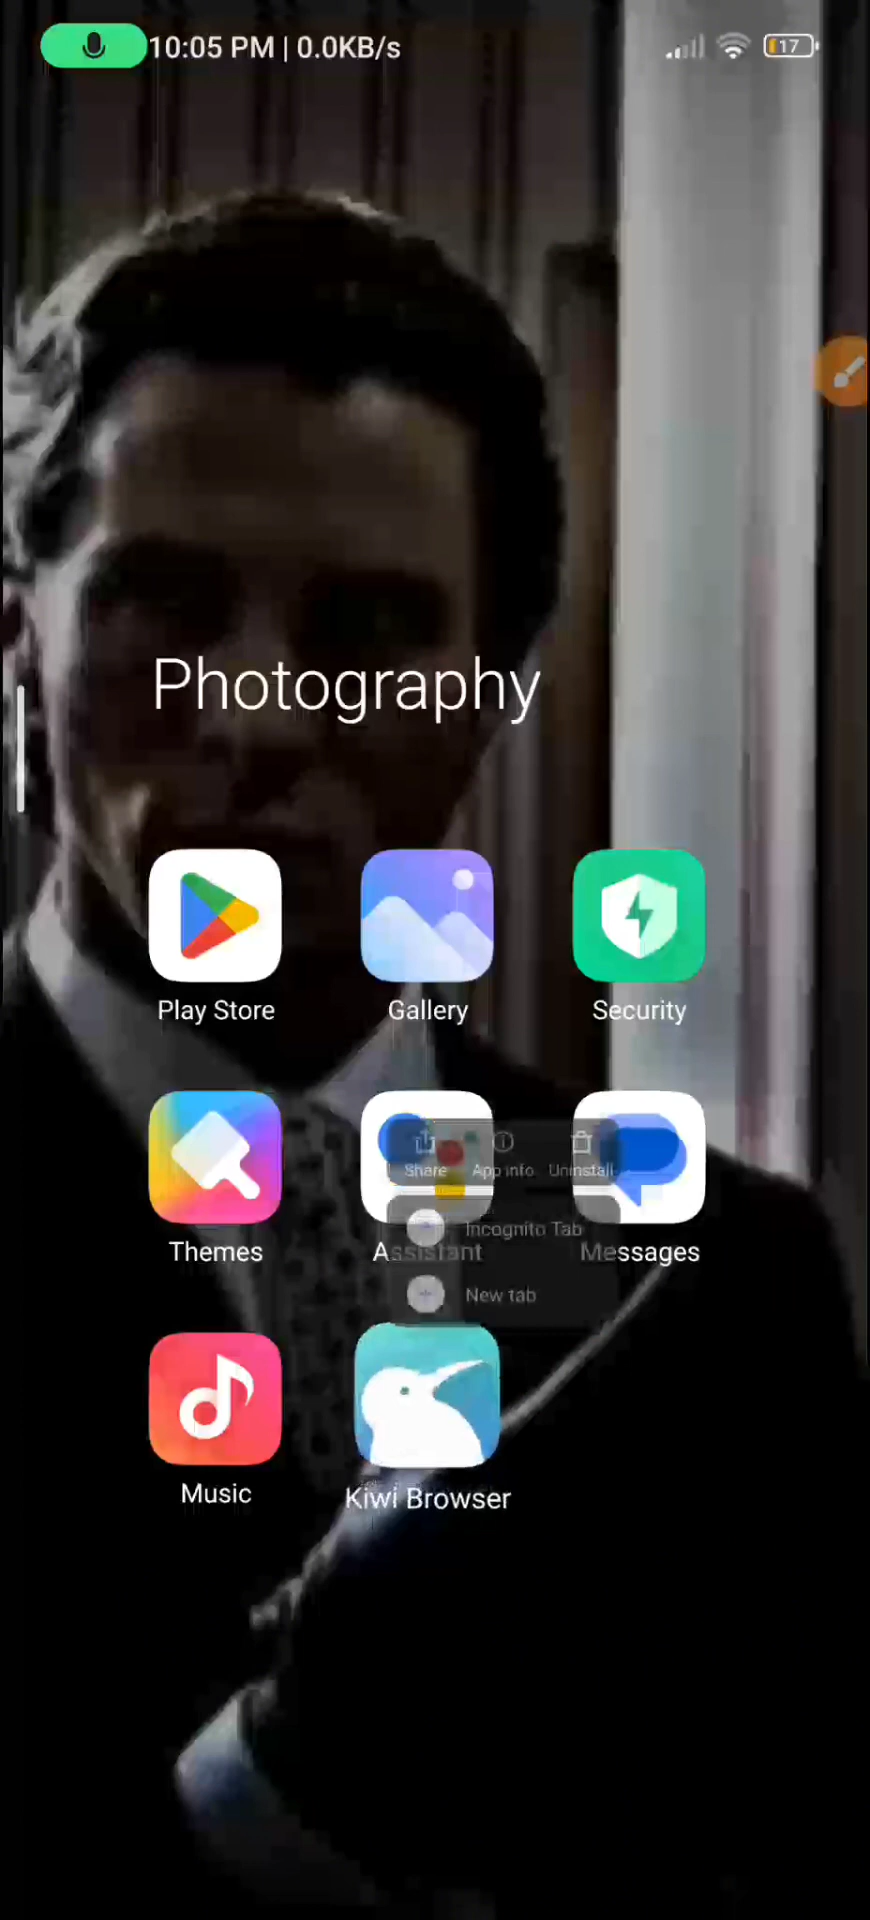 10:05 PM | 0.0KB/s
17
Photography
Play Store
Gallery
Security
Share
App info
Uninstall
Incognito Tab
Themes
Assistant
Messages
New tab
Music
Kiwi Browser